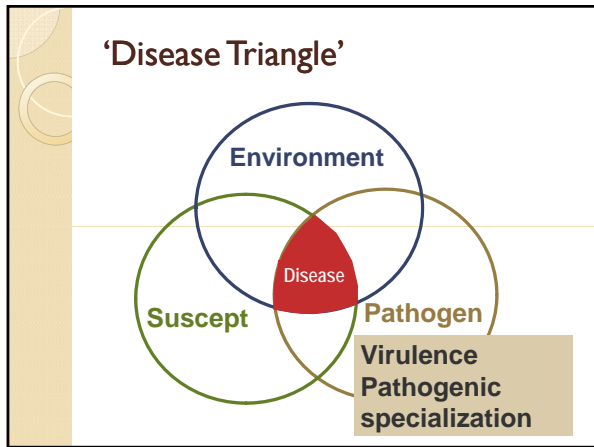 ‘Disease Triangle’
Environment
Disease
Suscept
Pathogen
Virulence
Pathogenic
specialization